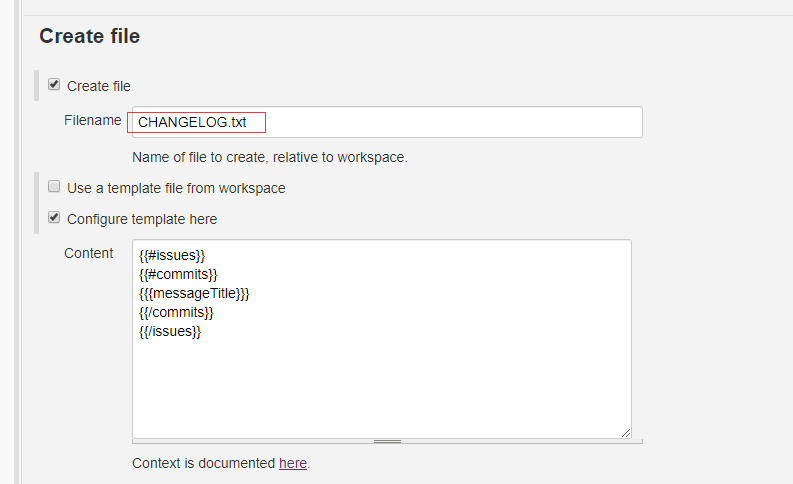 Create file
Create file
Filename CHANGELOG.txt
Name of file to create, relative to workspace.
Use a template file from workspace
Configure template here
Content {{#issues}}
{{#commits}}
{{{messageTitle}}}
{{/commits}}
{{/issues}}
Context is documented here.